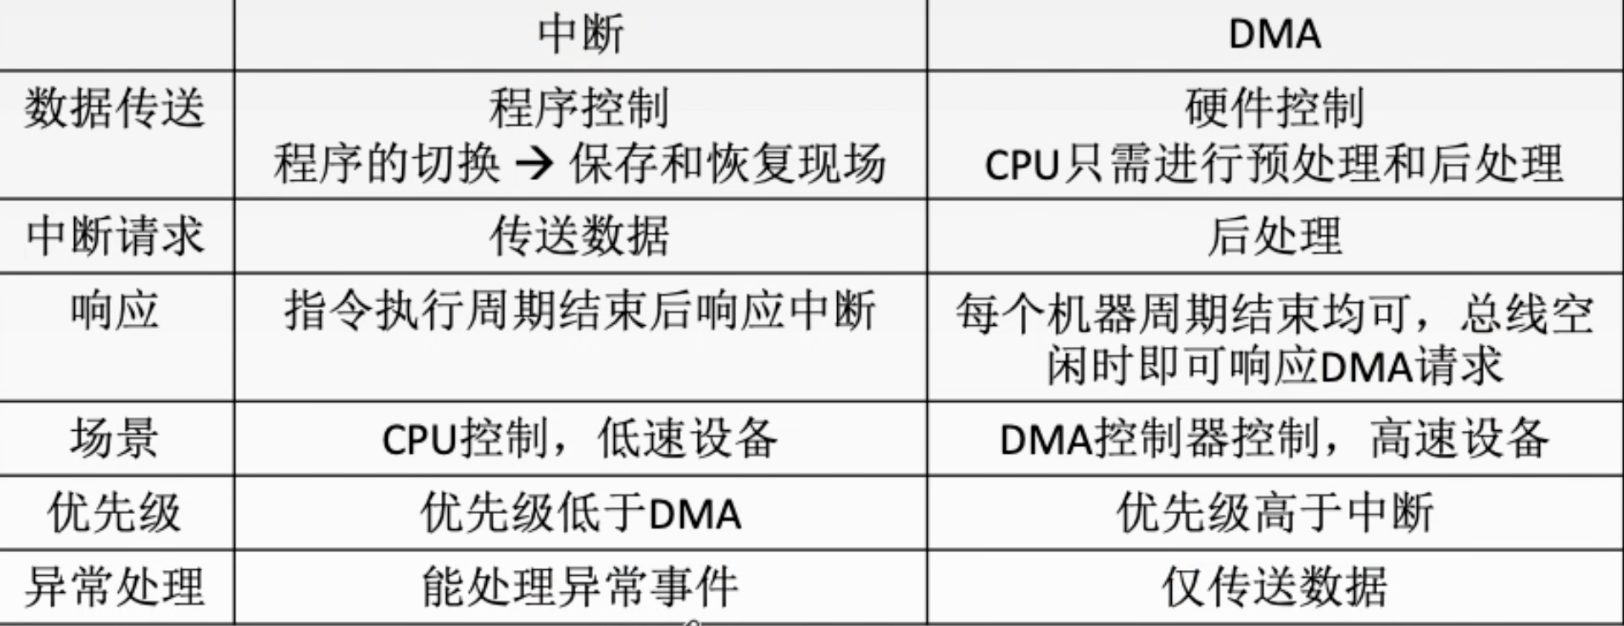 中断
DMA
数据传送
程序控制
硬件控制
程序的切换 → 保存和恢复现场
CPU只需进行预处理和后处理
中断请求
传送数据
后处理
响应
指令执行周期结束后响应中断
每个机器周期结束均可，总线空
闲时即可响应DMA请求
场景
CPU控制，低速设备
DMA控制器控制，高速设备
优先级
优先级低于DMA
优先级高于中断
异常处理
能处理异常事件
仅传送数据